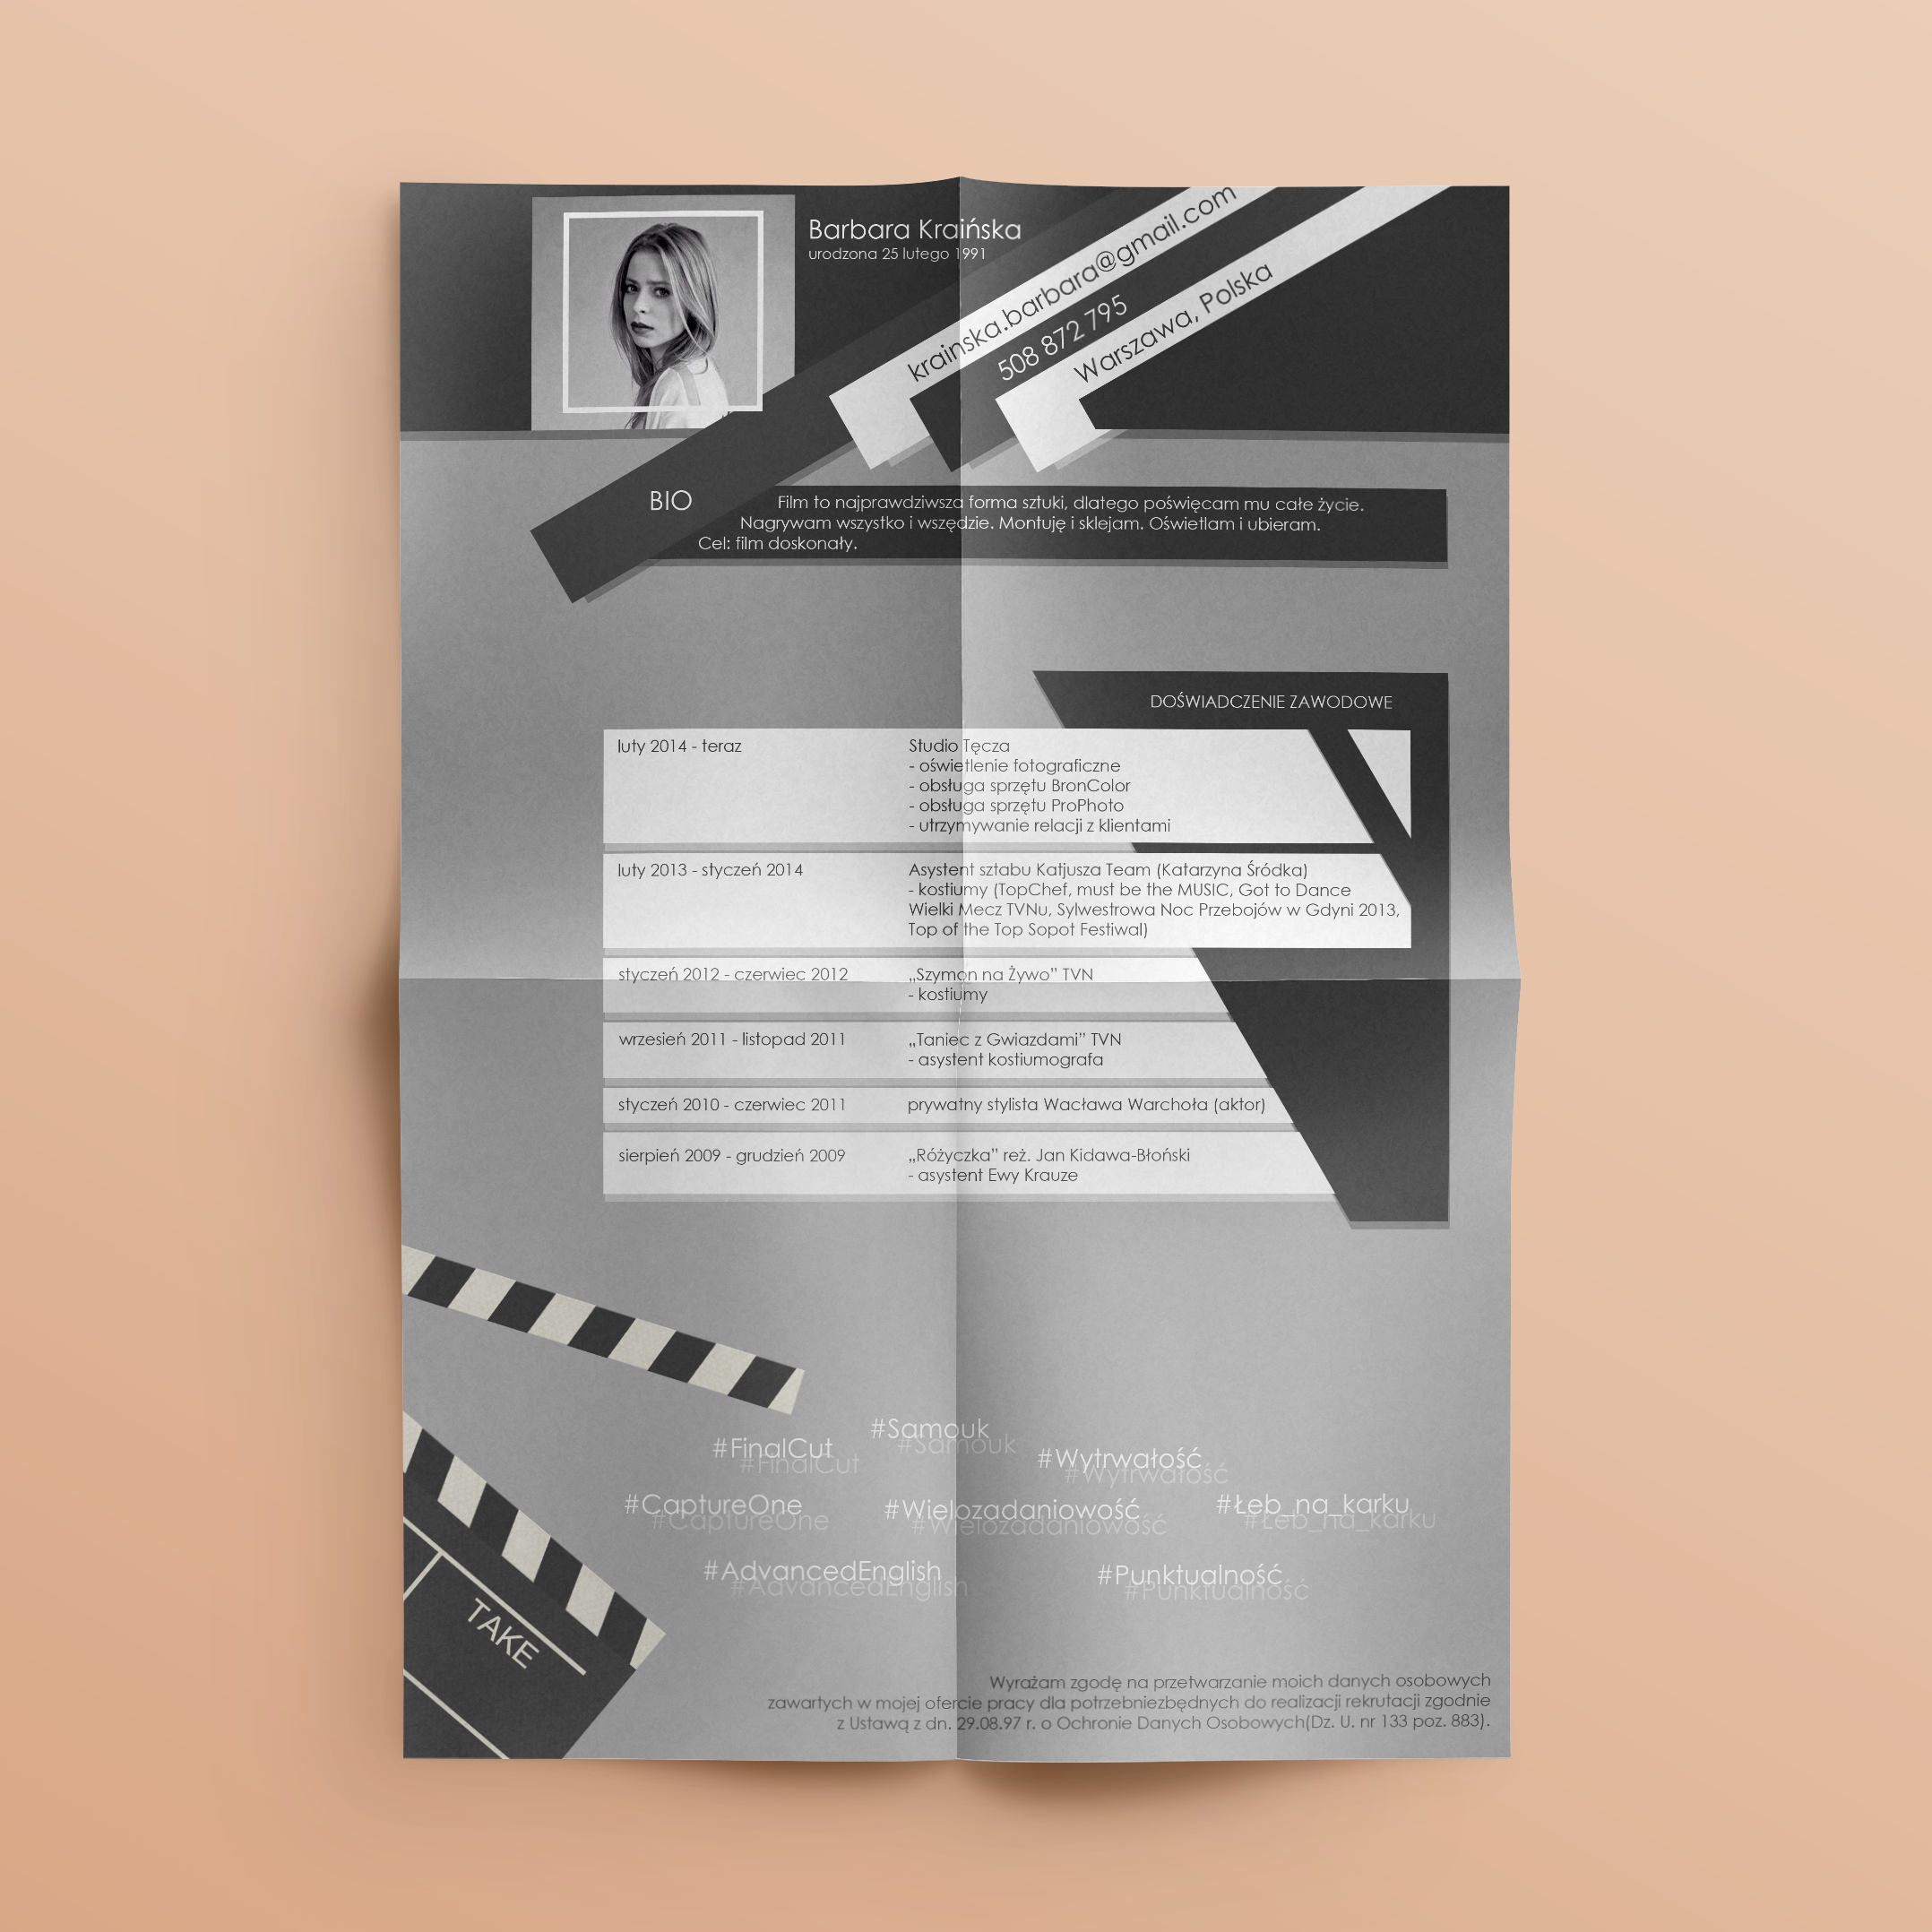 Barbara Kraińska
urodzona 25 lutego 1991
krainska.barbara@gmail.com
508 872 795
Warszawa, Polska
BIO
Film to najprawdziwsza forma sztuki, dlatego poświęcam mu całe życie.
Nagrywam wszystko i wszędzie. Montuję i sklejam. Oświetlam i ubieram.
Cel: film doskonały.
DOŚWIADCZENIE ZAWODOWE
luty 2014 - teraz
Studio Tęcza
- oświetlenie fotograficzne
- obsługa sprzętu BronColor
- obsługa sprzętu ProPhoto
- utrzymywanie relacji z klientami
luty 2013 - styczeń 2014
Asystent sztabu Katjusza Team (Katarzyna Śródka)
- kostiumy (TopChef, must be the MUSIC, Got to Dance
Wielki Mecz TVNu, Sylwestrowa Noc Przebojów w Gdyni 2013,
Top of the Top Sopot Festiwal)
styczeń 2012 - czerwiec 2012
„Szymon na Żywo” TVN
- kostiumy
wrzesień 2011 - listopad 2011
„Taniec z Gwiazdami” TVN
- asystent kostiumografa
styczeń 2010 - czerwiec 2011
prywatny stylista Wacława Warchoła (aktor)
sierpień 2009 - grudzień 2009
„Różyczka” reż. Jan Kidawa-Błoński
- asystent Ewy Krauze
#Samouk
#FinalCut
#Wytrwałość
#CaptureOne
#Wielozadaniowość
#Łeb_na_karku
#AdvancedEnglish
#Punktualność
TAKE
Wyrażam zgodę na przetwarzanie moich danych osobowych
zawartych w mojej ofercie pracy dla potrzebniezbędnych do realizacji rekrutacji zgodnie
z Ustawą z dn. 29.08.97 r. o Ochronie Danych Osobowych(Dz. U. nr 133 poz. 883).